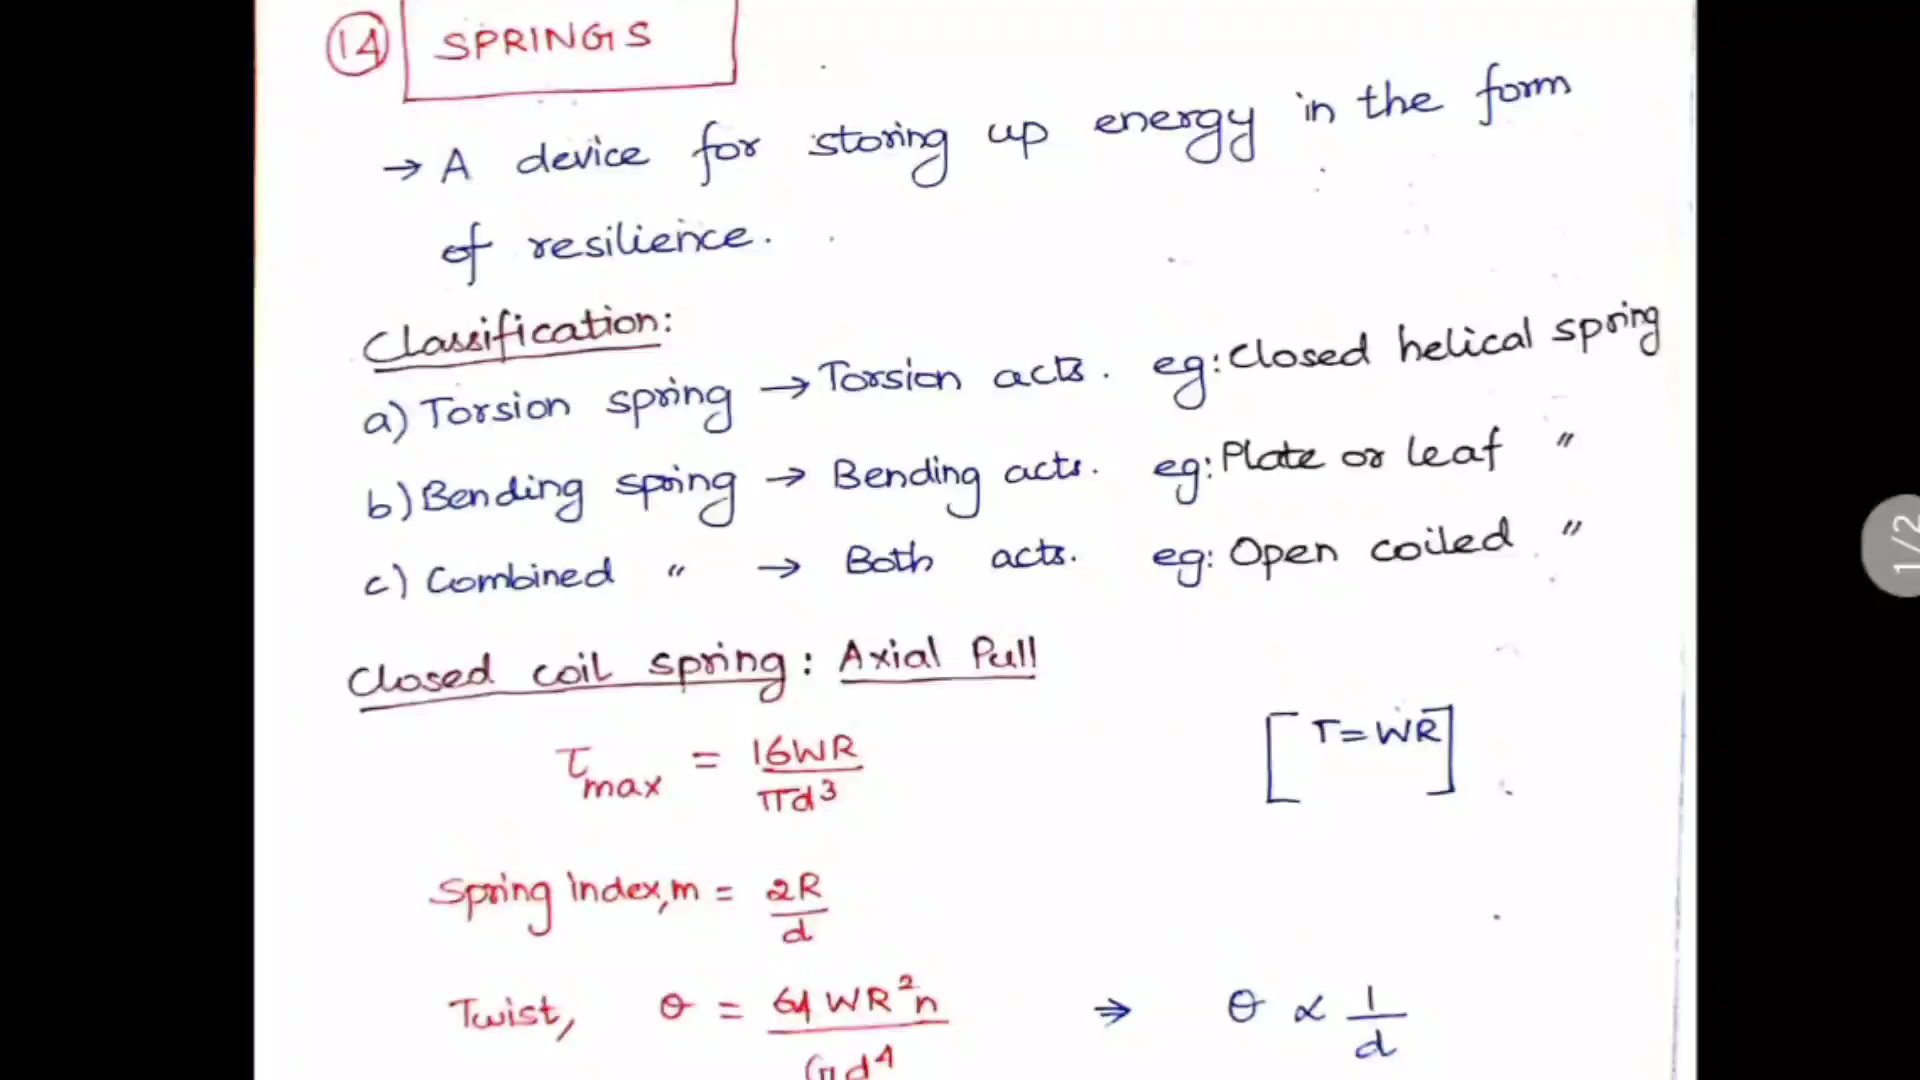 14 SPRINGS
→ A device for storing up energy in the form
of resilience.
Classification:
a) Torsion spring → Torsion acts. eg: Closed helical spring
b) Bending spring → Bending acts. eg: Plate or leaf "
c) Combined " → Both acts. eg: Open coiled "
Closed coil spring: Axial Pull
τmax = 16WR / πd³ [T = WR]
Spring index, m = 2R / d
Twist, θ = 64WR²n / Gd⁴ ⇒ θ ∝ 1 / d
1/2